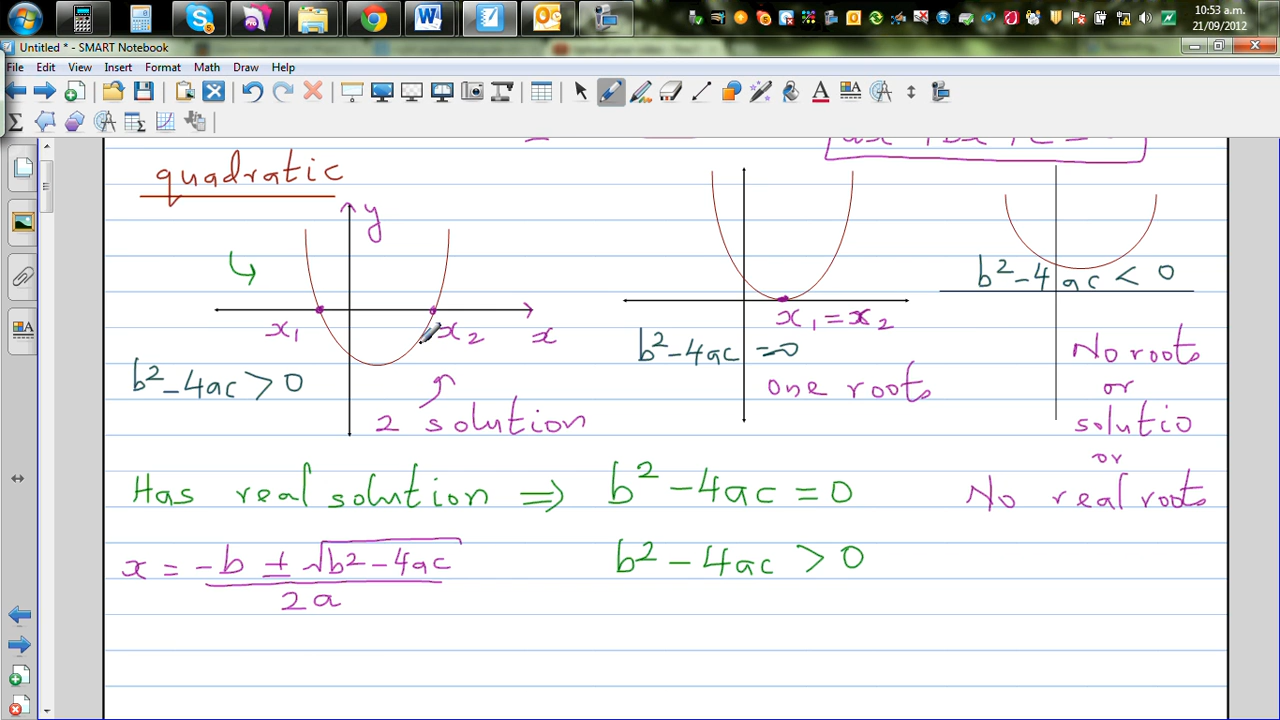 10:53 a.m.
21/09/2012
Untitled * - SMART Notebook
File Edit View Insert Format Math Draw Help
quadratic
y
x₁ x₂ x
b² - 4ac > 0
2 solution
x₁ = x₂
b² - 4ac = 0
one roots
b² - 4ac < 0
No roots
or
solutio
or
No real roots
Has real solution ⇒ b² - 4ac = 0
b² - 4ac > 0
x = -b ± √b² - 4ac
2a